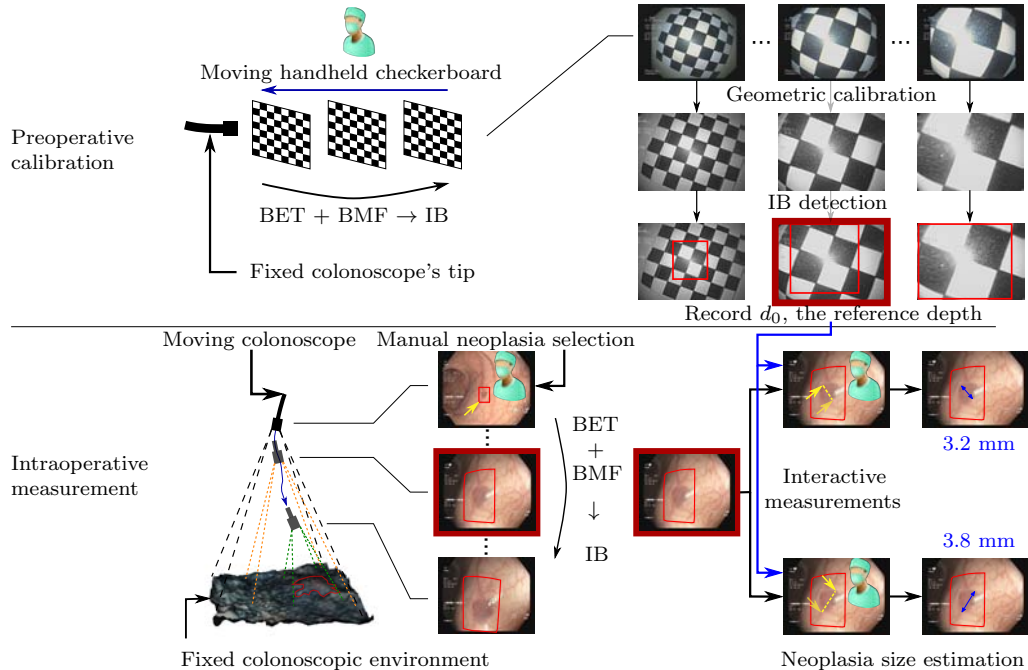 Moving handheld checkerboard
... ...
Geometric calibration
Preoperative
calibration
IB detection
BET + BMF → IB
Fixed colonoscope's tip
Record d₀, the reference depth
Moving colonoscope
Manual neoplasia selection
BET
+
BMF
↓
IB
3.2 mm
Intraoperative
measurement
Interactive
measurements
3.8 mm
Fixed colonoscopic environment
Neoplasia size estimation